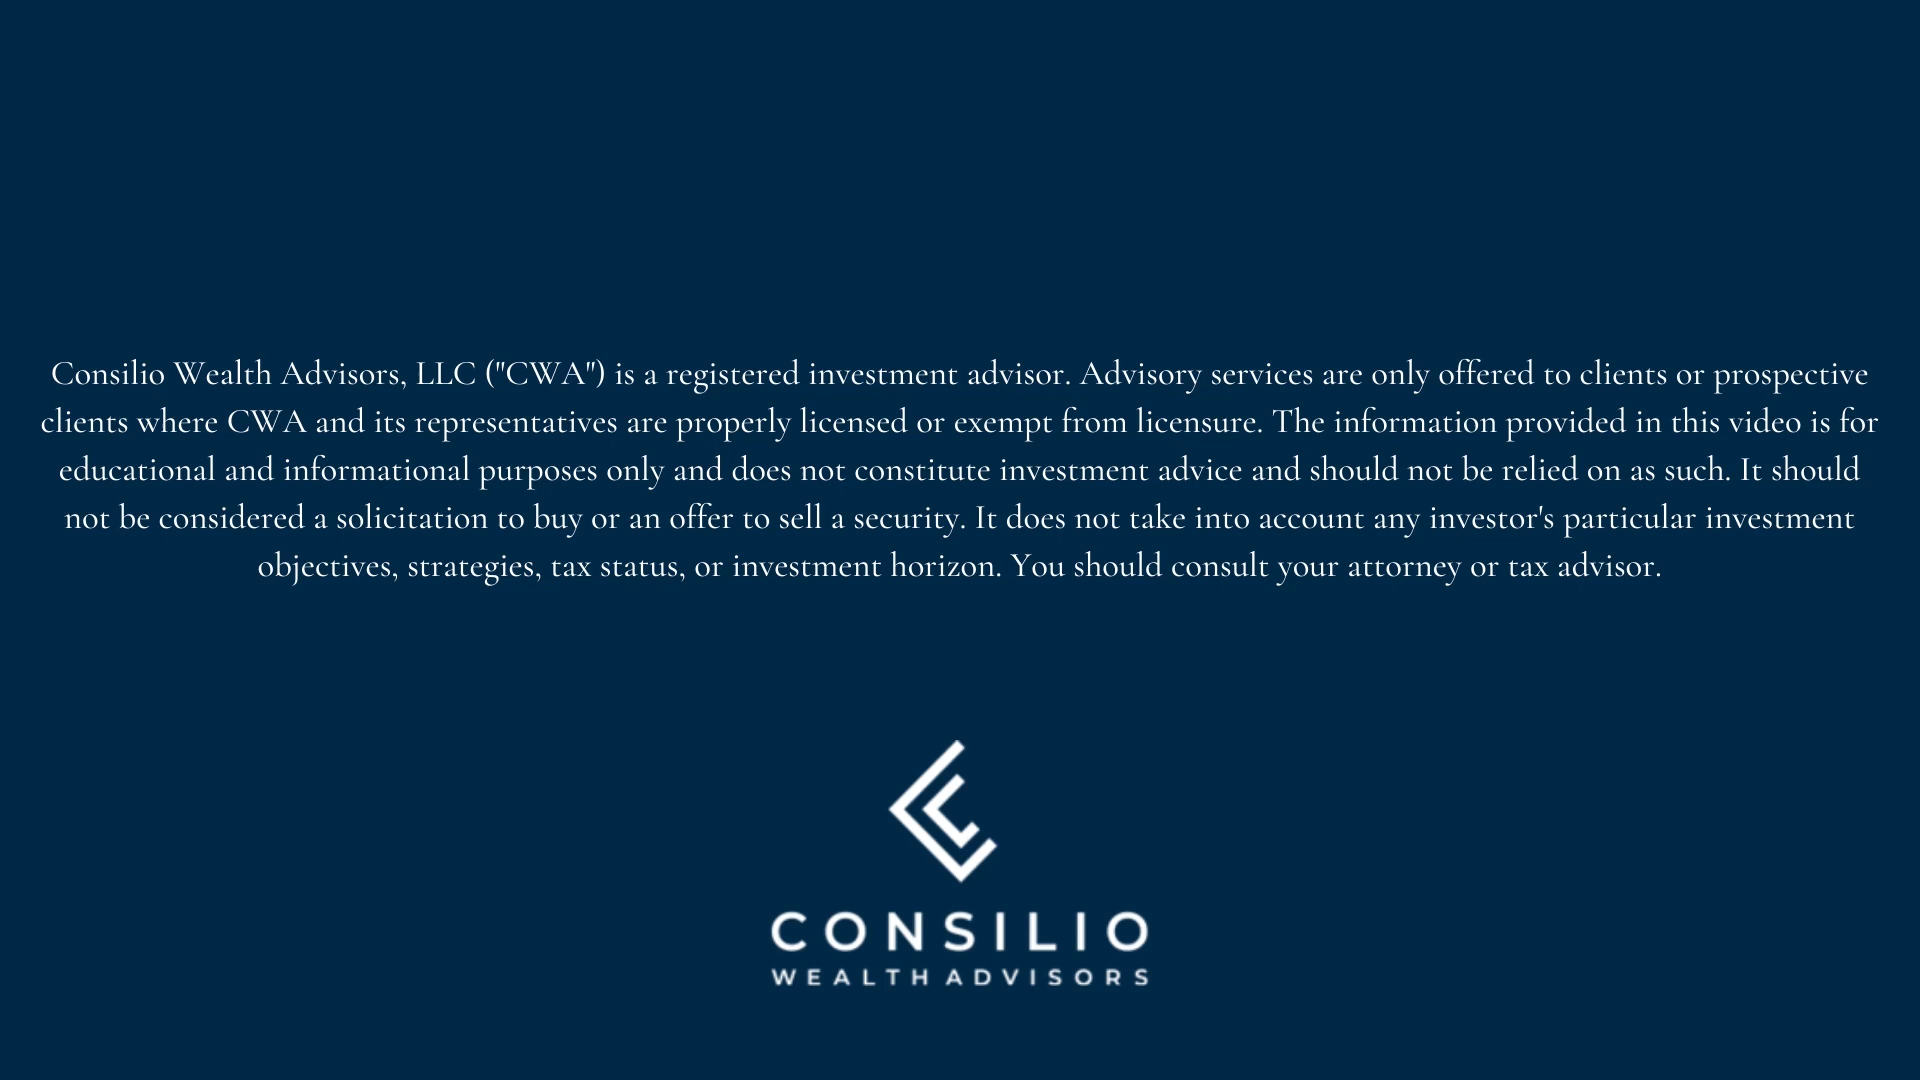 Consilio Wealth Advisors, LLC ("CWA") is a registered investment advisor. Advisory services are only offered to clients or prospective
clients where CWA and its representatives are properly licensed or exempt from licensure. The information provided in this video is for
educational and informational purposes only and does not constitute investment advice and should not be relied on as such. It should
not be considered a solicitation to buy or an offer to sell a security. It does not take into account any investor's particular investment
objectives, strategies, tax status, or investment horizon. You should consult your attorney or tax advisor.
CONSILIO
WEALTH ADVISORS